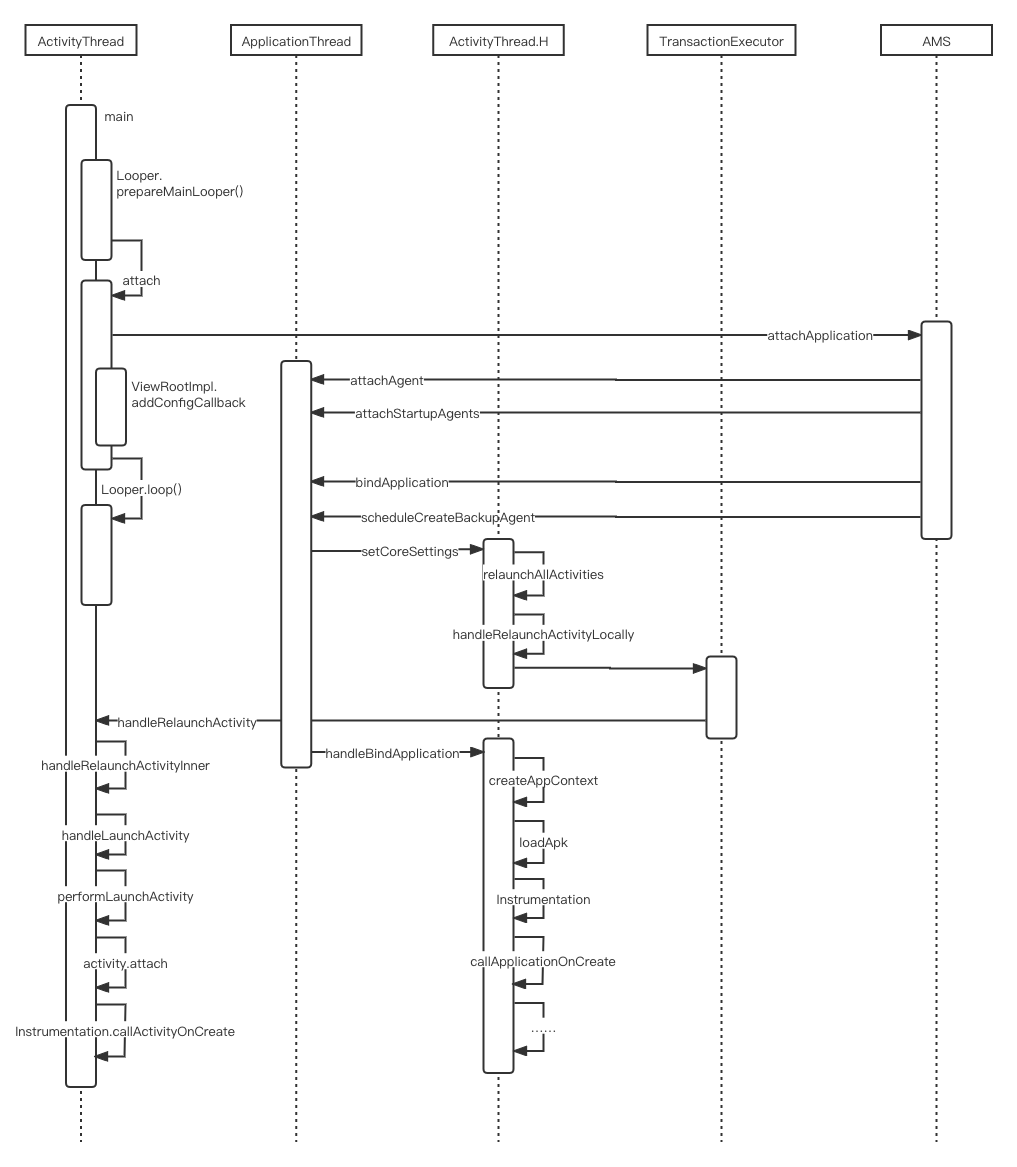 ActivityThread
ApplicationThread
ActivityThread.H
TransactionExecutor
AMS
main
Looper.
prepareMainLooper()
attach
attachApplication
attachAgent
ViewRootImpl.
addConfigCallback
attachStartupAgents
bindApplication
Looper.loop()
scheduleCreateBackupAgent
setCoreSettings
relaunchAllActivities
handleRelaunchActivityLocally
handleRelaunchActivity
handleBindApplication
handleRelaunchActivityInner
createAppContext
handleLaunchActivity
loadApk
performLaunchActivity
Instrumentation
activity.attach
callApplicationOnCreate
Instrumentation.callActivityOnCreate
……